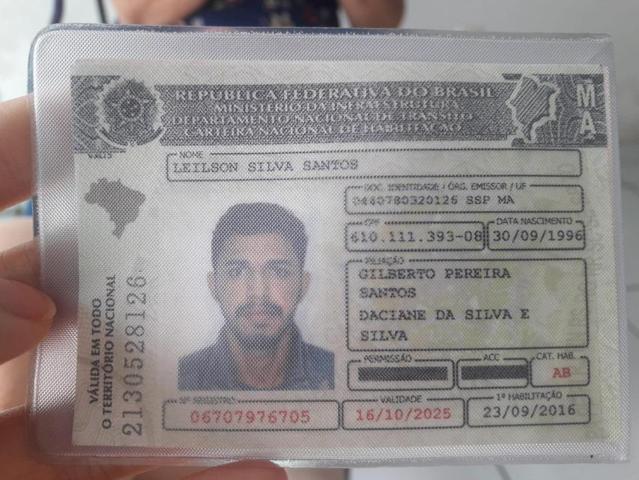 REPÚBLICA FEDERATIVA DO BRASIL
MINISTÉRIO DA INFRAESTRUTURA
DEPARTAMENTO NACIONAL DE TRÂNSITO
CARTEIRA NACIONAL DE HABILITAÇÃO
MA
NOME
LEILSON SILVA SANTOS
DOC. IDENTIDADE / ÓRG. EMISSOR / UF
0440780320126 SSP MA
CPF
610.111.393-08
DATA NASCIMENTO
30/09/1996
FILIAÇÃO
GILBERTO PEREIRA
SANTOS
DACIANE DA SILVA E
SILVA
PERMISSÃO
ACC
CAT. HAB.
AB
Nº REGISTRO
06707976705
VALIDADE
16/10/2025
1ª HABILITAÇÃO
23/09/2016
VÁLIDA EM TODO
O TERRITÓRIO NACIONAL
2130528126